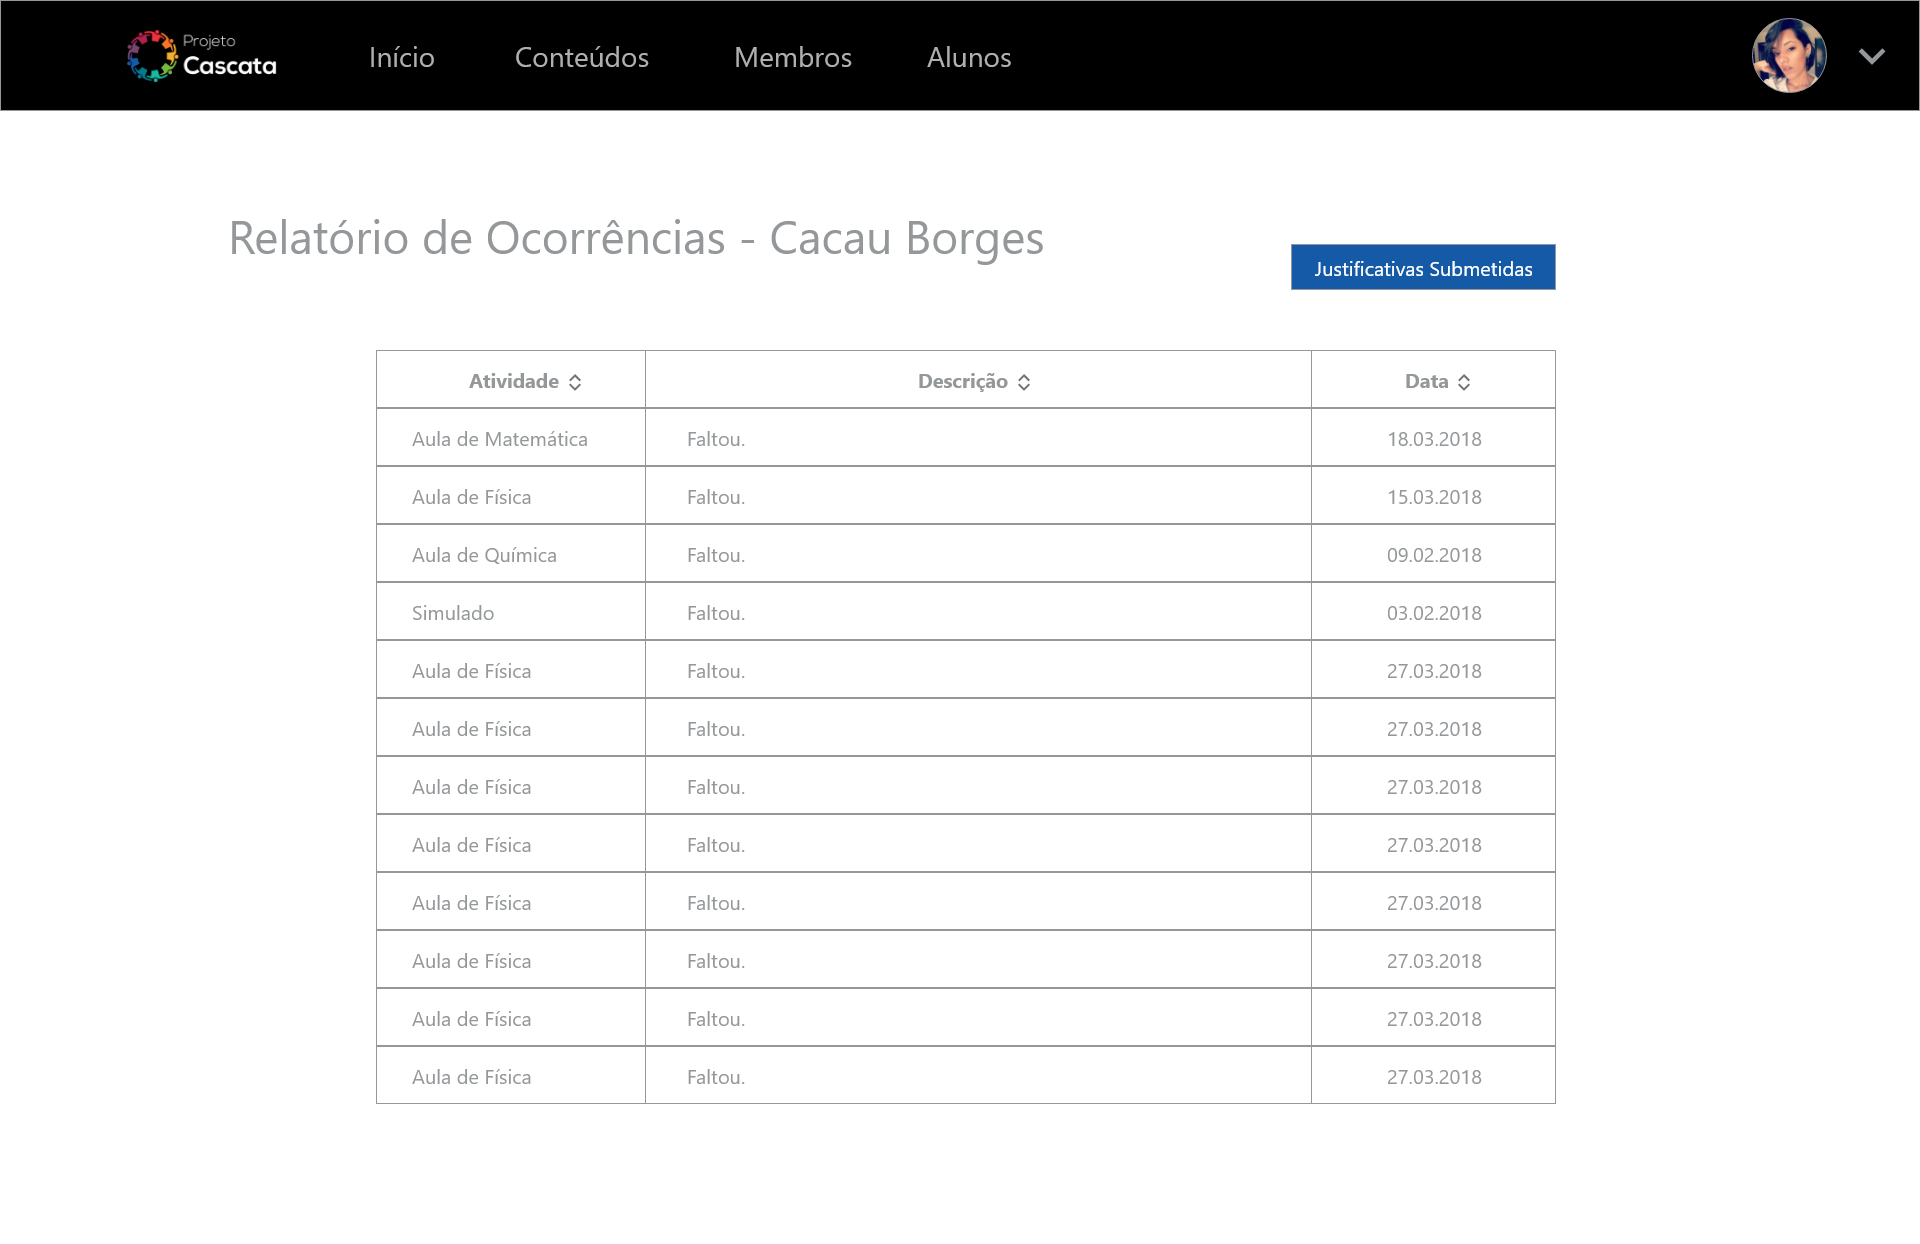 Projeto
Cascata
Início Conteúdos Membros Alunos
Relatório de Ocorrências - Cacau Borges
Justificativas Submetidas
Atividade Descrição Data
Aula de Matemática Faltou. 18.03.2018
Aula de Física Faltou. 15.03.2018
Aula de Química Faltou. 09.02.2018
Simulado Faltou. 03.02.2018
Aula de Física Faltou. 27.03.2018
Aula de Física Faltou. 27.03.2018
Aula de Física Faltou. 27.03.2018
Aula de Física Faltou. 27.03.2018
Aula de Física Faltou. 27.03.2018
Aula de Física Faltou. 27.03.2018
Aula de Física Faltou. 27.03.2018
Aula de Física Faltou. 27.03.2018